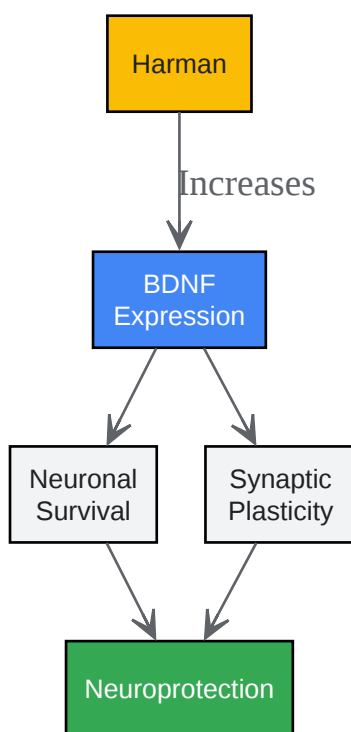 Harman
Increases
BDNF
Expression
Neuronal
Survival
Synaptic
Plasticity
Neuroprotection